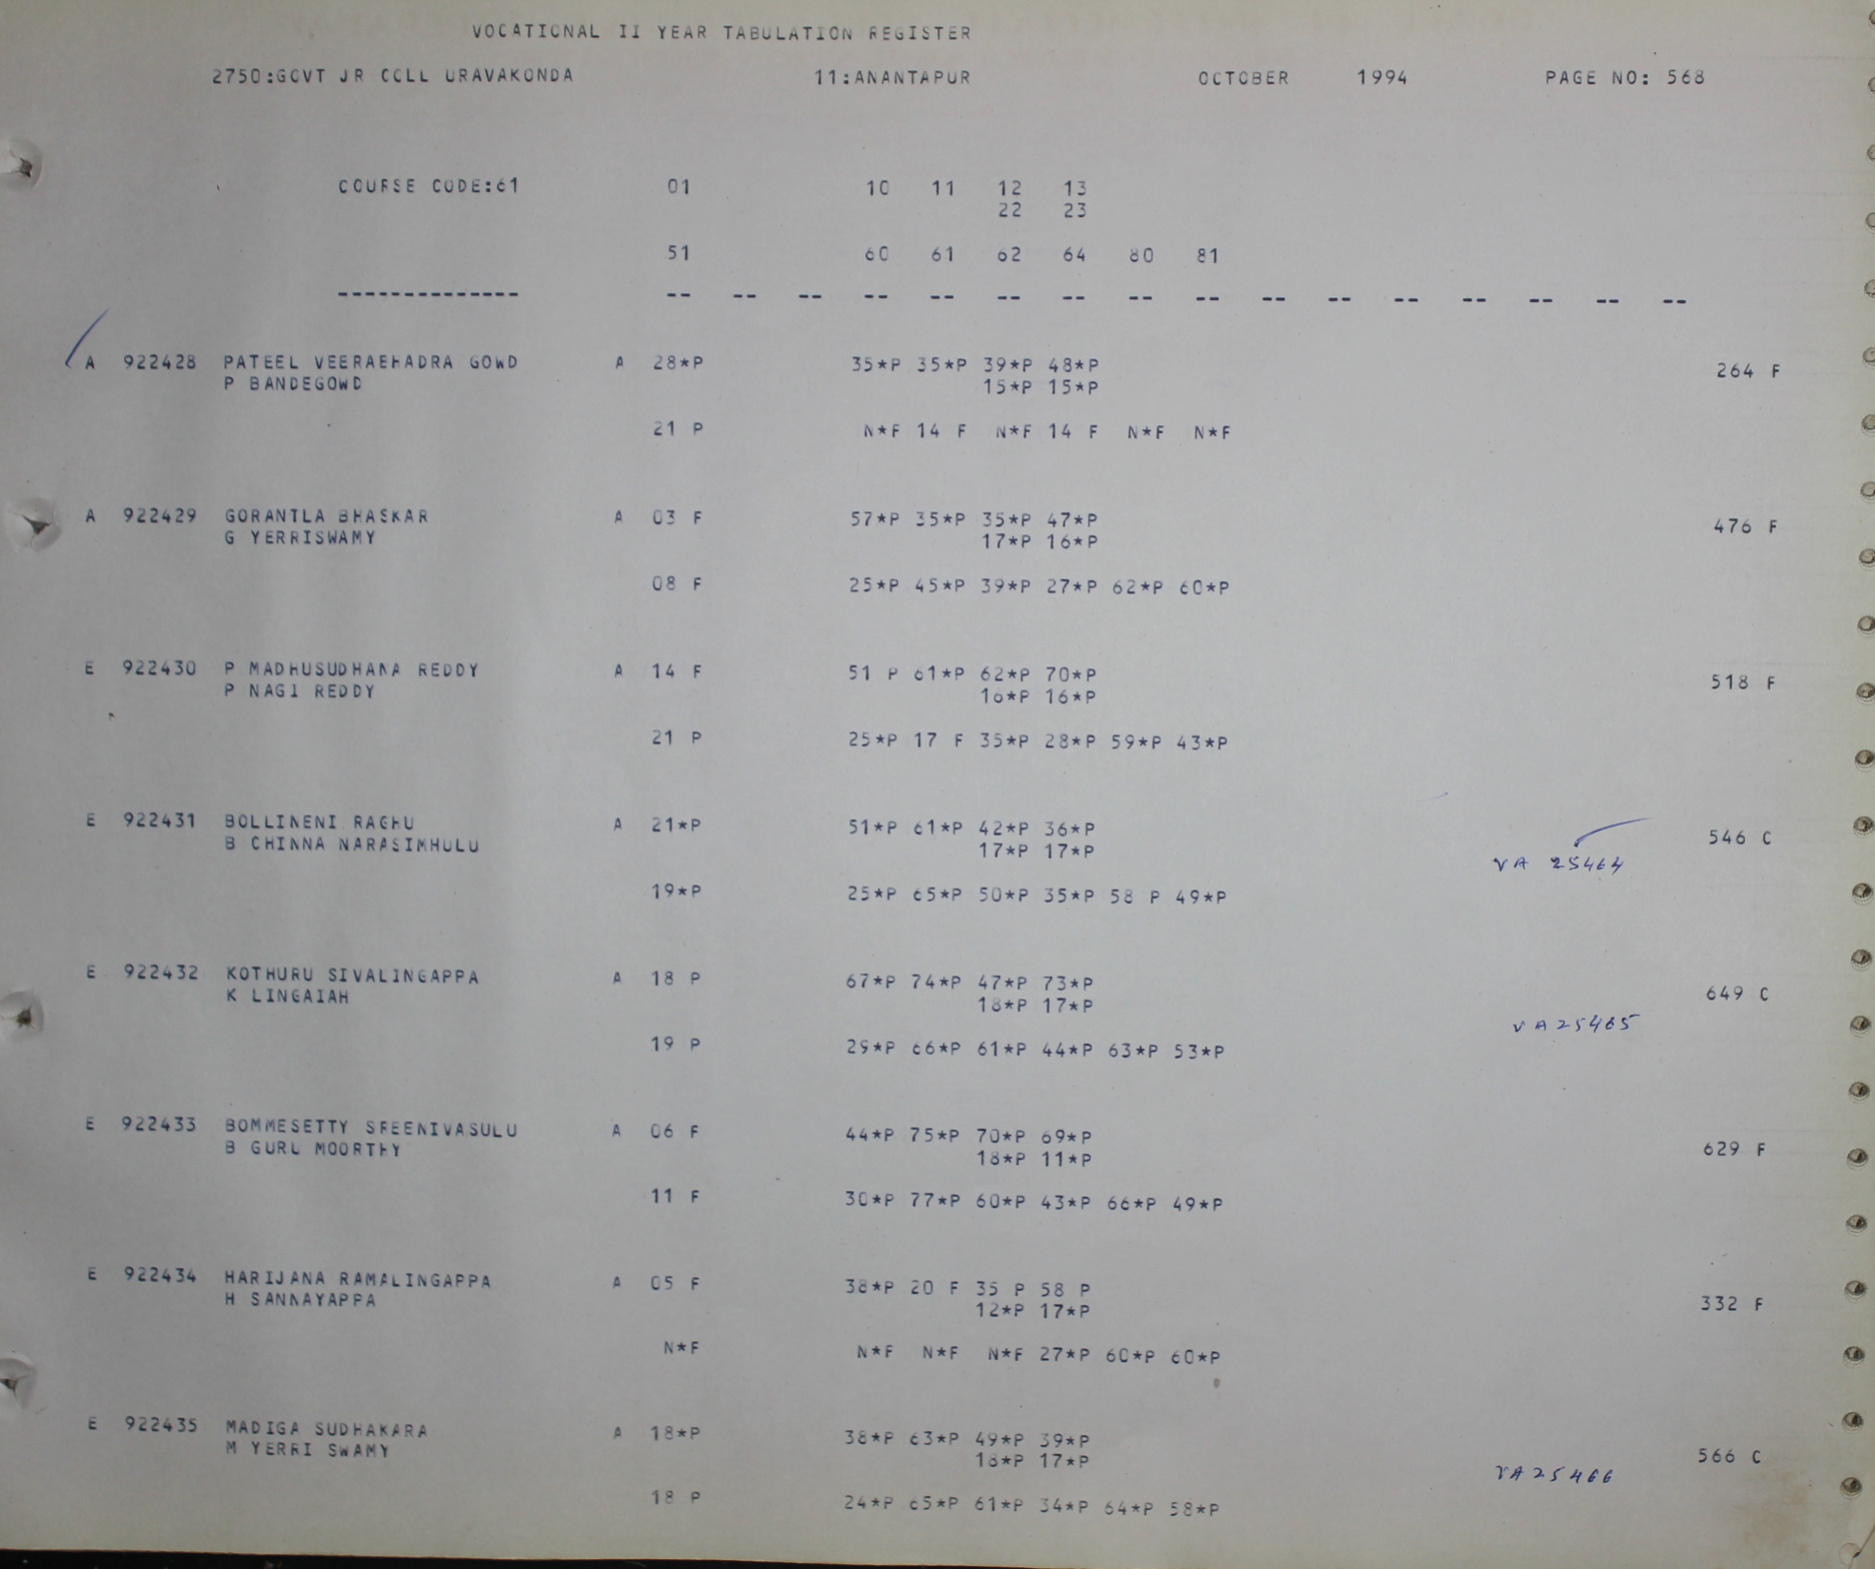 VOCATIONAL II YEAR TABULATION REGISTER
2750:GOVT JR COLL URAVAKONDA 11:ANANTAPUR OCTOBER 1994 PAGE NO: 568
COURSE CODE:61 01 10 11 12 13
22 23
51 60 61 62 64 80 81
-------------- -- -- -- -- -- -- -- -- -- -- -- -- -- -- -- --
A 922428 PATEEL VEERAEHADRA GOWD A 28*P 35*P 35*P 39*P 48*P 264 F
P BANDEGOWD 15*P 15*P
21 P N*F 14 F N*F 14 F N*F N*F
A 922429 GORANTLA BHASKAR A 03 F 57*P 35*P 35*P 47*P 476 F
G YERRISWAMY 17*P 16*P
08 F 25*P 45*P 39*P 27*P 62*P 60*P
E 922430 P MADHUSUDHANA REDDY A 14 F 51 P 61*P 62*P 70*P 518 F
P NAGI REDDY 16*P 16*P
21 P 25*P 17 F 35*P 28*P 59*P 43*P
E 922431 BOLLINENI RAGHU A 21*P 51*P 61*P 42*P 36*P 546 C
B CHINNA NARASIMHULU 17*P 17*P VA 25464
19*P 25*P 65*P 50*P 35*P 58 P 49*P
E 922432 KOTHURU SIVALINGAPPA A 18 P 67*P 74*P 47*P 73*P 649 C
K LINGAIAH 18*P 17*P VA25465
19 P 29*P 66*P 61*P 44*P 63*P 53*P
E 922433 BOMMESETTY SREENIVASULU A 06 F 44*P 75*P 70*P 69*P 629 F
B GURU MOORTHY 18*P 11*P
11 F 30*P 77*P 60*P 43*P 66*P 49*P
E 922434 HARIJANA RAMALINGAPPA A 05 F 38*P 20 F 35 P 58 P 332 F
H SANNAYAPPA 12*P 17*P
N*F N*F N*F N*F 27*P 60*P 60*P
E 922435 MADIGA SUDHAKARA A 18*P 38*P 63*P 49*P 39*P 566 C
M YERRI SWAMY 18*P 17*P VA25466
18 P 24*P 65*P 61*P 34*P 64*P 58*P